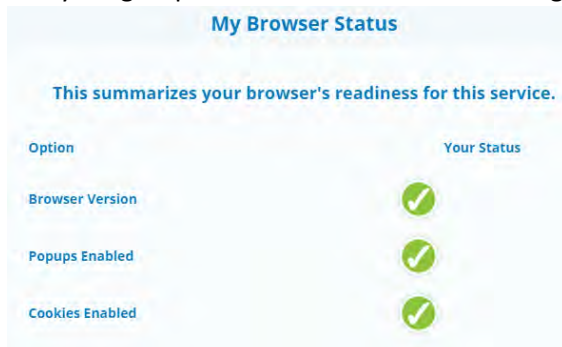 My Browser Status
This summarizes your browser's readiness for this service.
Option Your Status
Browser Version
Popups Enabled
Cookies Enabled